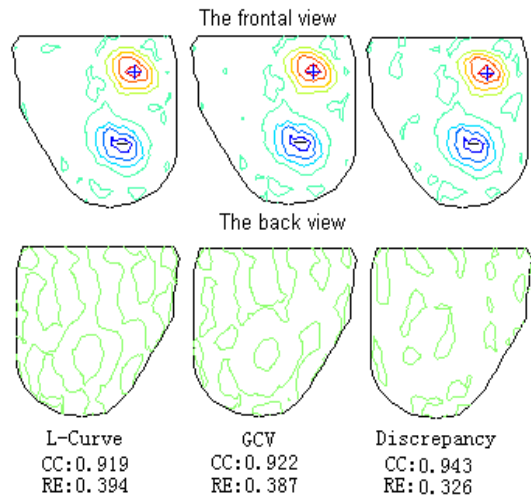 The frontal view
The back view
L-Curve GCV Discrepancy
CC:0.919 CC:0.922 CC:0.943
RE:0.394 RE:0.387 RE:0.326